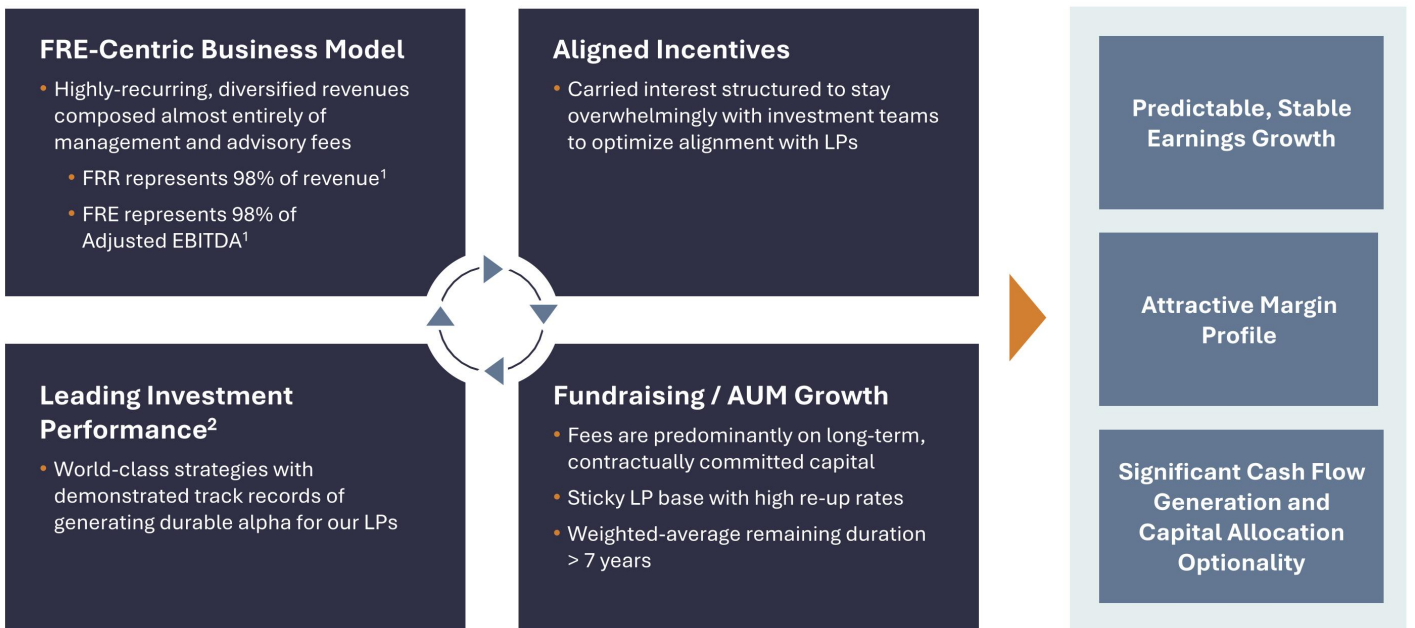 FRE-Centric Business Model
• Highly-recurring, diversified revenues
composed almost entirely of
management and advisory fees
• FRR represents 98% of revenue¹
• FRE represents 98% of
Adjusted EBITDA¹
Aligned Incentives
• Carried interest structured to stay
overwhelmingly with investment teams
to optimize alignment with LPs
Leading Investment
Performance²
• World-class strategies with
demonstrated track records of
generating durable alpha for our LPs
Fundraising / AUM Growth
• Fees are predominantly on long-term,
contractually committed capital
• Sticky LP base with high re-up rates
• Weighted-average remaining duration
> 7 years
Predictable, Stable
Earnings Growth
Attractive Margin
Profile
Significant Cash Flow
Generation and
Capital Allocation
Optionality